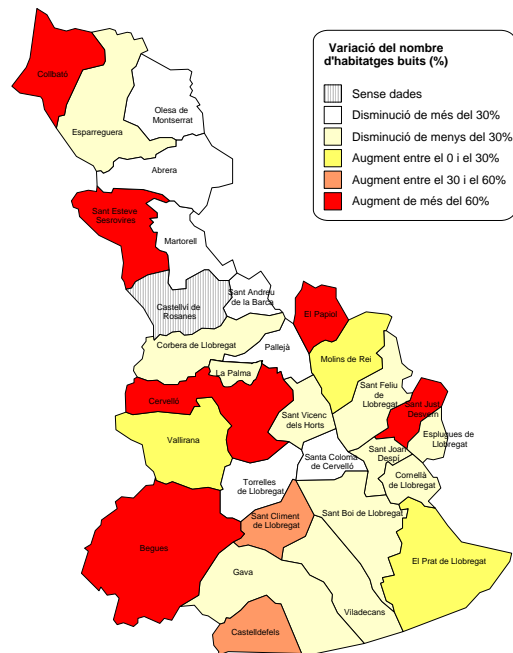 Variació del nombre
d'habitatges buits (%)
Sense dades
Disminució de més del 30%
Disminució de menys del 30%
Augment entre el 0 i el 30%
Augment entre el 30 i el 60%
Augment de més del 60%
Collbató
Olesa de
Montserrat
Esparreguera
Abrera
Sant Esteve
Sesrovires
Martorell
Sant Andreu
de la Barca
Castellví de
Rosanes
El Papiol
Corbera de Llobregat
Pallejà
Molins de Rei
La Palma
Sant Feliu
de
Llobregat
Cervelló
Sant Just
Desvern
Sant Vicenc
dels Horts
Esplugues de
Llobregat
Vallirana
Sant Joan
Despí
Santa Coloma
de Cervelló
Cornellà
de Llobregat
Torrelles
de Llobregat
Sant Climent
de Llobregat
Sant Boi de Llobregat
Begues
El Prat de Llobregat
Gava
Viladecans
Castelldefels